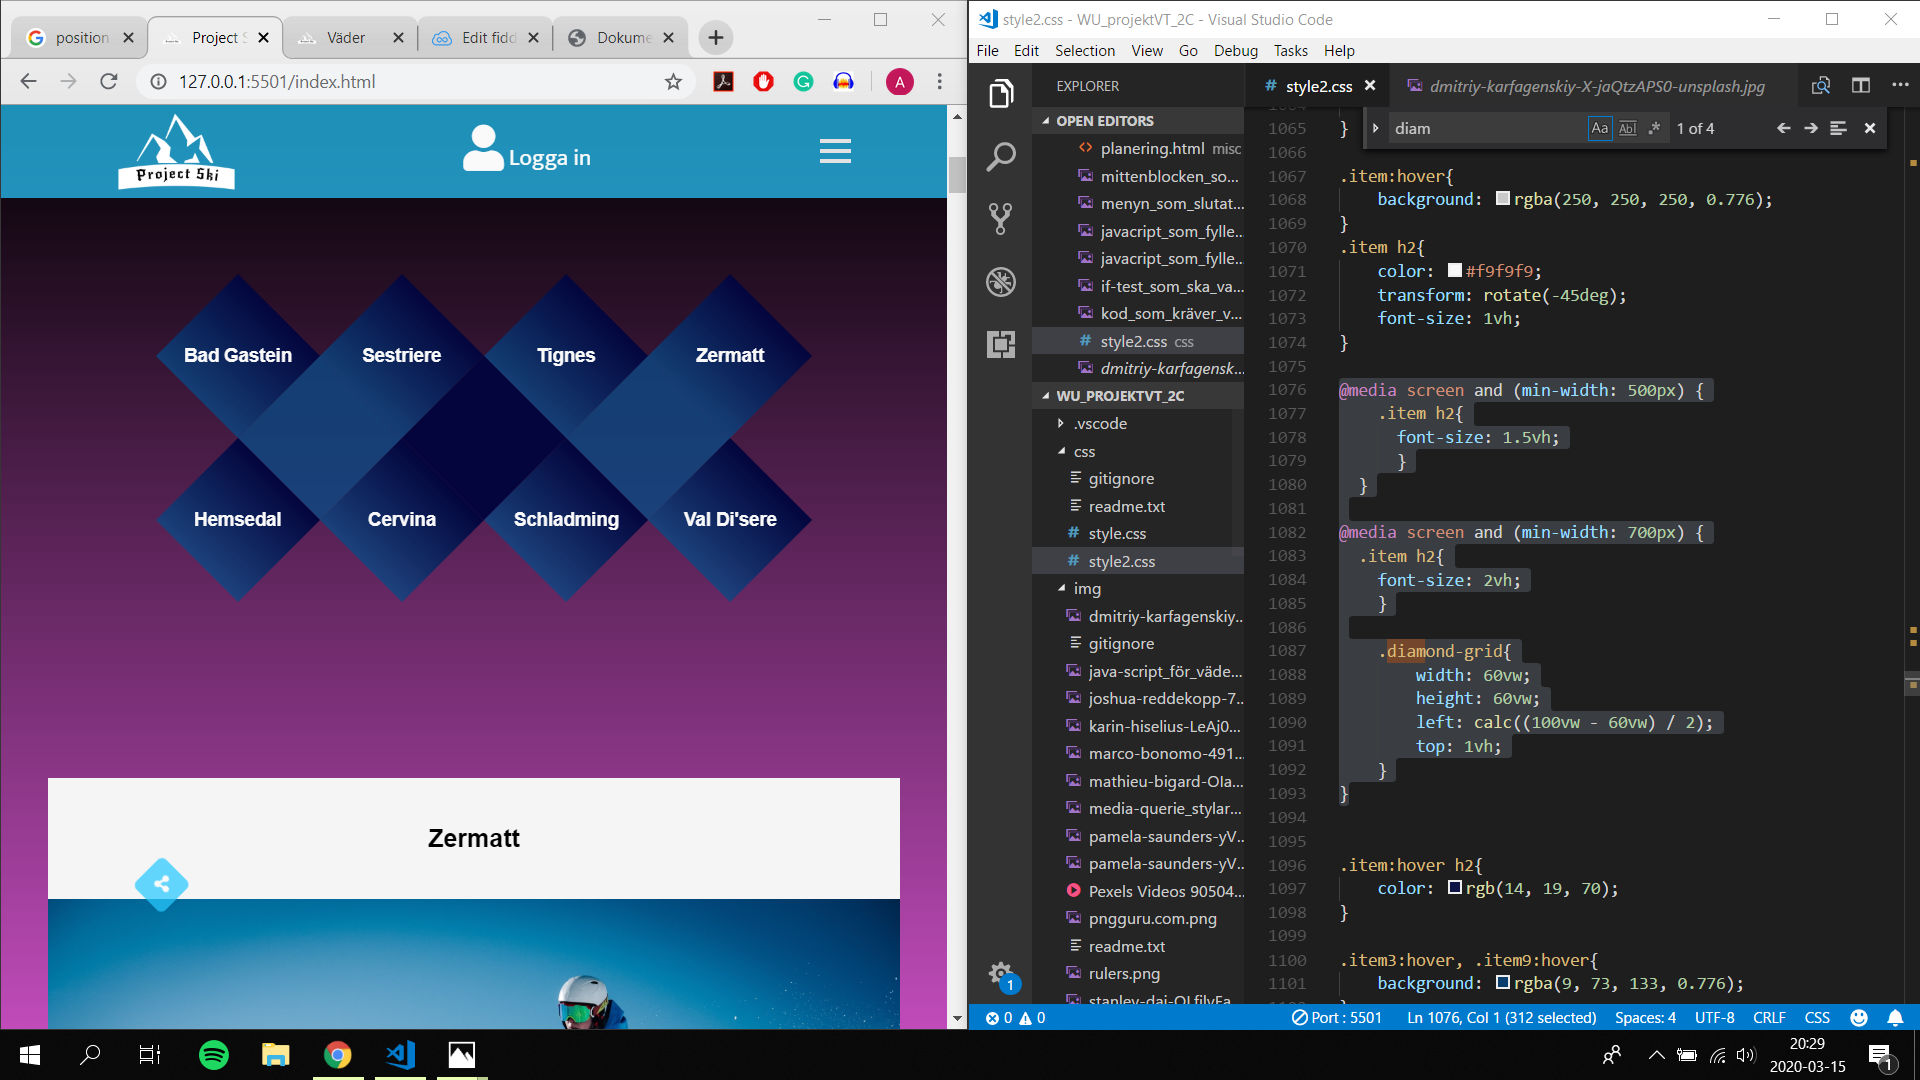 position
Project S
Väder
Edit fidd
Dokume
127.0.0.1:5501/index.html
A
Project Ski
Logga in
Bad Gastein
Sestriere
Tignes
Zermatt
Hemsedal
Cervina
Schladming
Val Di'sere
Zermatt
style2.css - WU_projektVT_2C - Visual Studio Code
File Edit Selection View Go Debug Tasks Help
EXPLORER
OPEN EDITORS
planering.html misc
mittenblocken_so...
menyn_som_slutat...
javacript_som_fylle...
javacript_som_fylle...
if-test_som_ska_va...
kod_som_kräver_v...
style2.css css
dmitriy-karfagensk...
WU_PROJEKTVT_2C
.vscode
css
gitignore
readme.txt
style.css
style2.css
img
dmitriy-karfagenskiy...
gitignore
java-script_för_väde...
joshua-reddekopp-7...
karin-hiselius-LeAj0...
marco-bonomo-491...
mathieu-bigard-OIa...
media-querie_stylar...
pamela-saunders-yV...
pamela-saunders-yV...
Pexels Videos 90504...
pngguru.com.png
readme.txt
rulers.png
stanley-dai-QLfilyFa
1
style2.css
dmitriy-karfagenskiy-X-jaQtzAPS0-unsplash.jpg
diam
Aa Abl .* 1 of 4
1064
1065 }
1066
1067 .item:hover{
1068 background: rgba(250, 250, 250, 0.776);
1069 }
1070 .item h2{
1071 color: #f9f9f9;
1072 transform: rotate(-45deg);
1073 font-size: 1vh;
1074 }
1075
1076 @media screen and (min-width: 500px) {
1077 .item h2{
1078 font-size: 1.5vh;
1079 }
1080 }
1081
1082 @media screen and (min-width: 700px) {
1083 .item h2{
1084 font-size: 2vh;
1085 }
1086
1087 .diamond-grid{
1088 width: 60vw;
1089 height: 60vw;
1090 left: calc((100vw - 60vw) / 2);
1091 top: 1vh;
1092 }
1093 }
1094
1095
1096 .item:hover h2{
1097 color: rgb(14, 19, 70);
1098 }
1099
1100 .item3:hover, .item9:hover{
1101 background: rgba(9, 73, 133, 0.776);
0 0
Port : 5501
Ln 1076, Col 1 (312 selected)
Spaces: 4
UTF-8
CRLF
CSS
20:29
2020-03-15
1